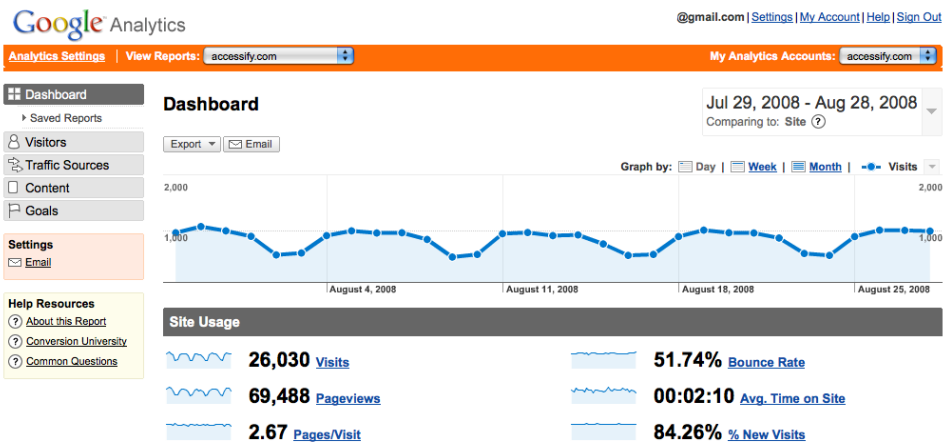 Google Analytics
@gmail.com | Settings | My Account | Help | Sign Out
Analytics Settings | View Reports: accessify.com
My Analytics Accounts: accessify.com
Dashboard
Saved Reports
Visitors
Traffic Sources
Content
Goals
Settings
Email
Help Resources
? About this Report
? Conversion University
? Common Questions
Dashboard
Jul 29, 2008 - Aug 28, 2008
Comparing to: Site ?
Export Email
Graph by: Day | Week | Month | Visits
2,000 2,000
1,000 1,000
August 4, 2008 August 11, 2008 August 18, 2008 August 25, 2008
Site Usage
26,030 Visits
51.74% Bounce Rate
69,488 Pageviews
00:02:10 Avg. Time on Site
2.67 Pages/Visit
84.26% % New Visits